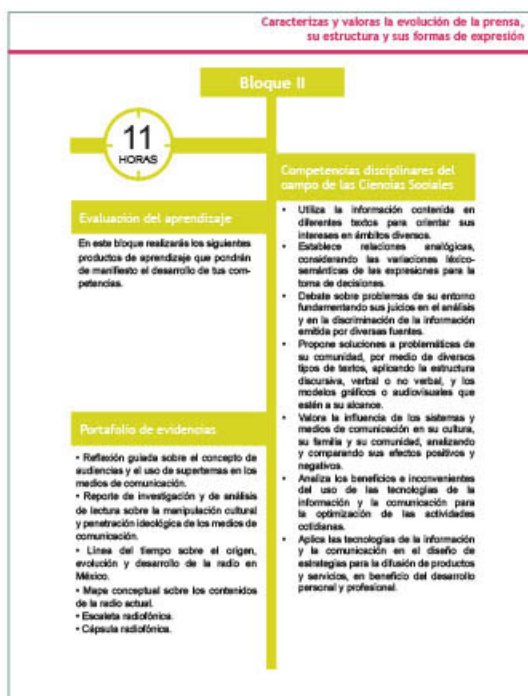 Caracterizas y valoras la evolución de la prensa,
su estructura y sus formas de expresión
Bloque II
11
HORAS
Evaluación del aprendizaje
En este bloque realizarás los siguientes
productos de aprendizaje que pondrán
de manifiesto el desarrollo de tus com-
petencias.
Portafolio de evidencias
• Reflexión guiada sobre el concepto de
audiencias y el uso de supertemas en los
medios de comunicación.
• Reporte de investigación y de análisis
de lectura sobre la manipulación cultural
y penetración ideológica de los medios de
comunicación.
• Línea del tiempo sobre el origen,
evolución y desarrollo de la radio en
México.
• Mapa conceptual sobre los contenidos
de la radio actual.
• Escaleta radiofónica.
• Cápsula radiofónica.
Competencias disciplinares del
campo de las Ciencias Sociales
• Utiliza la información contenida en
diferentes textos para orientar sus
intereses en ámbitos diversos.
• Establece relaciones analógicas,
considerando las variaciones léxico-
semánticas de las expresiones para la
toma de decisiones.
• Debate sobre problemas de su entorno
fundamentando sus juicios en el análisis
y en la discriminación de la información
emitida por diversas fuentes.
• Propone soluciones a problemáticas de
su comunidad, por medio de diversos
tipos de textos, aplicando la estructura
discursiva, verbal o no verbal, y los
modelos gráficos o audiovisuales que
estén a su alcance.
• Valora la influencia de los sistemas y
medios de comunicación en su cultura,
su familia y su comunidad, analizando
y comparando sus efectos positivos y
negativos.
• Analiza los beneficios e inconvenientes
del uso de las tecnologías de la
información y la comunicación para
la optimización de las actividades
cotidianas.
• Aplica las tecnologías de la información
y la comunicación en el diseño de
estrategias para la difusión de productos
y servicios, en beneficio del desarrollo
personal y profesional.